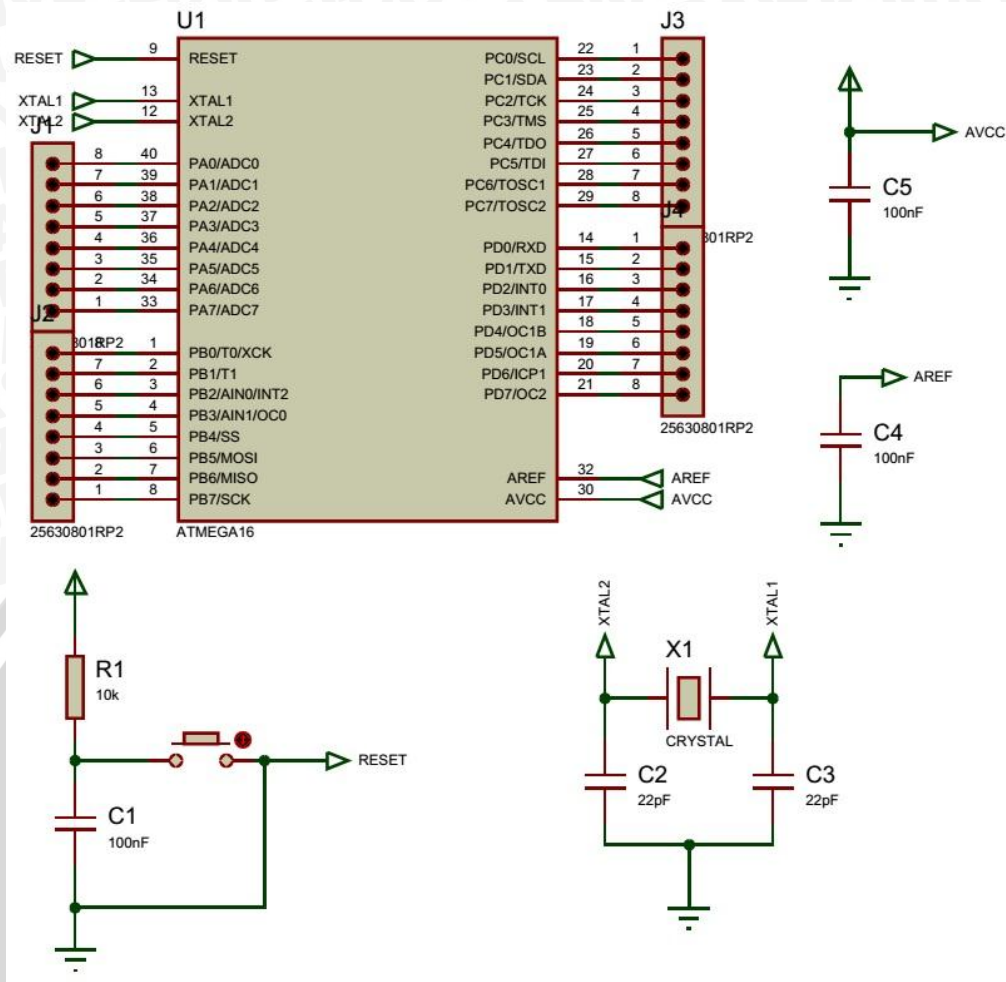 U1
J3
RESET
9
RESET
PC0/SCL
22
1
PC1/SDA
23
2
XTAL1
13
XTAL1
PC2/TCK
24
3
XTAL2
12
XTAL2
PC3/TMS
25
4
J1
PC4/TDO
26
5
8
40
PA0/ADC0
PC5/TDI
27
6
7
39
PA1/ADC1
PC6/TOSC1
28
7
6
38
PA2/ADC2
PC7/TOSC2
29
8
5
37
PA3/ADC3
J4
301RP2
4
36
PA4/ADC4
PD0/RXD
14
1
3
35
PA5/ADC5
PD1/TXD
15
2
2
34
PA6/ADC6
PD2/INT0
16
3
1
33
PA7/ADC7
PD3/INT1
17
4
J2
PD4/OC1B
18
5
8
1
PB0/T0/XCK
PD5/OC1A
19
6
7
2
PB1/T1
PD6/ICP1
20
7
6
3
PB2/AIN0/INT2
PD7/OC2
21
8
5
4
PB3/AIN1/OC0
25630801RP2
4
5
PB4/SS
3
6
PB5/MOSI
2
7
PB6/MISO
AREF
32
AREF
1
8
PB7/SCK
AVCC
30
AVCC
25630801RP2
ATMEGA16
AVCC
C5
100nF
AREF
C4
100nF
R1
10k
RESET
C1
100nF
XTAL2
XTAL1
X1
CRYSTAL
C2
22pF
C3
22pF